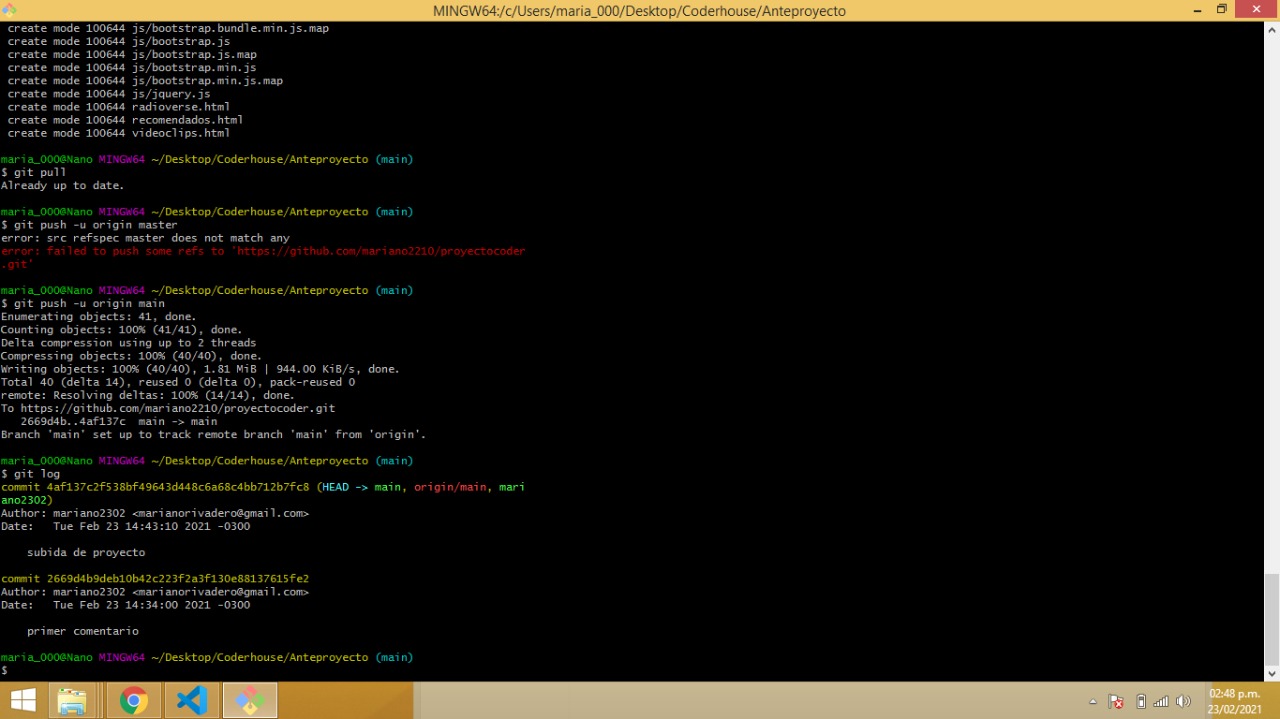 MINGW64:/c/Users/maria_000/Desktop/Coderhouse/Anteproyecto
create mode 100644 js/bootstrap.bundle.min.js.map
create mode 100644 js/bootstrap.js
create mode 100644 js/bootstrap.js.map
create mode 100644 js/bootstrap.min.js
create mode 100644 js/bootstrap.min.js.map
create mode 100644 js/jquery.js
create mode 100644 radioverse.html
create mode 100644 recomendados.html
create mode 100644 videoclips.html
maria_000@Nano MINGW64 ~/Desktop/Coderhouse/Anteproyecto (main)
$ git pull
Already up to date.
maria_000@Nano MINGW64 ~/Desktop/Coderhouse/Anteproyecto (main)
$ git push -u origin master
error: src refspec master does not match any
error: failed to push some refs to 'https://github.com/mariano2210/proyectocoder
.git'
maria_000@Nano MINGW64 ~/Desktop/Coderhouse/Anteproyecto (main)
$ git push -u origin main
Enumerating objects: 41, done.
Counting objects: 100% (41/41), done.
Delta compression using up to 2 threads
Compressing objects: 100% (40/40), done.
Writing objects: 100% (40/40), 1.81 MiB | 944.00 KiB/s, done.
Total 40 (delta 14), reused 0 (delta 0), pack-reused 0
remote: Resolving deltas: 100% (14/14), done.
To https://github.com/mariano2210/proyectocoder.git
2669d4b..4af137c  main -> main
Branch 'main' set up to track remote branch 'main' from 'origin'.
maria_000@Nano MINGW64 ~/Desktop/Coderhouse/Anteproyecto (main)
$ git log
commit 4af137c2f538bf49643d448c6a68c4bb712b7fc8 (HEAD -> main, origin/main, mari
ano2302)
Author: mariano2302 <marianorivadero@gmail.com>
Date:   Tue Feb 23 14:43:10 2021 -0300
subida de proyecto
commit 2669d4b9deb10b42c223f2a3f130e88137615fe2
Author: mariano2302 <marianorivadero@gmail.com>
Date:   Tue Feb 23 14:34:00 2021 -0300
primer comentario
maria_000@Nano MINGW64 ~/Desktop/Coderhouse/Anteproyecto (main)
$
02:48 p.m.
23/02/2021